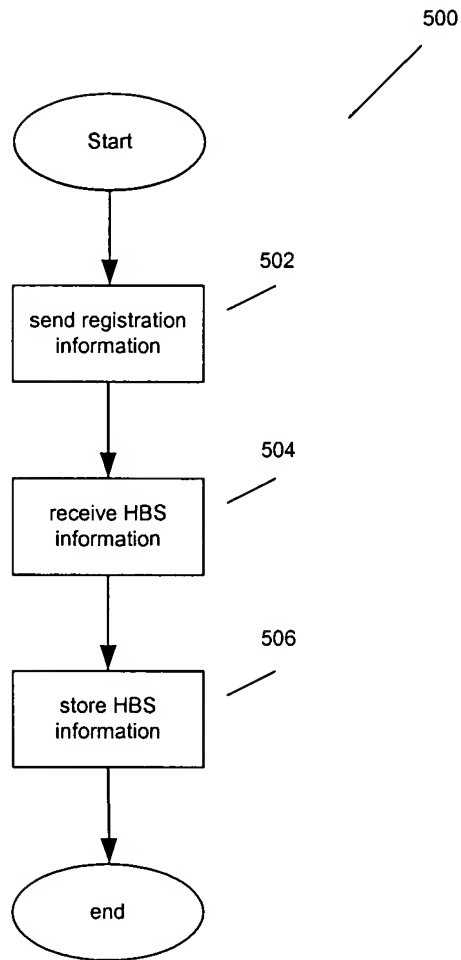 500
Start
502
send registration
information
504
receive HBS
information
506
store HBS
information
end